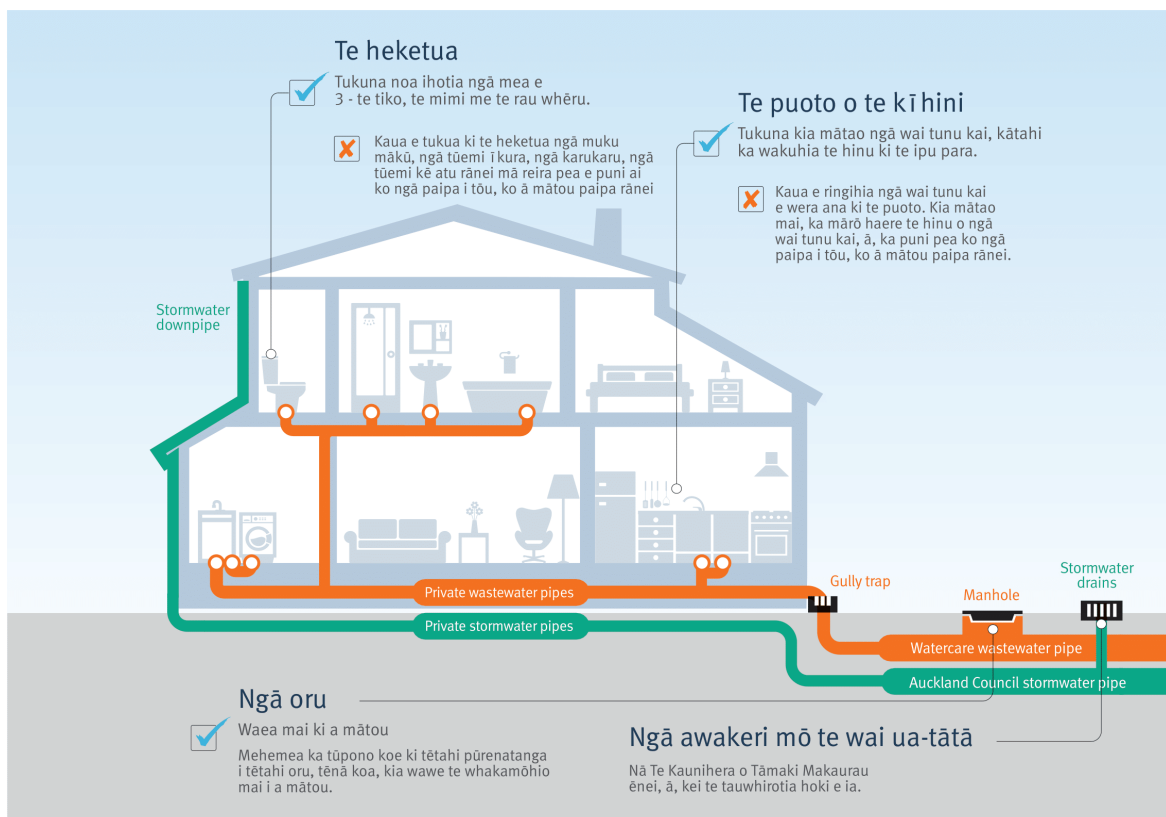 Te heketua
Tukuna noa ihotia ngā mea e
3 - te tiko, te mimi me te rau whēru.
Kaua e tukua ki te heketua ngā muku
mākū, ngā tūemi īkura, ngā karukaru, ngā
tūemi kē atu rānei mā reira pea e puni ai
ko ngā paipa i tōu, ko ā mātou paipa rānei
Te puoto o te kīhini
Tukuna kia mātao ngā wai tunu kai, kātahi
ka wakuhia te hinu ki te ipu para.
Kaua e ringihia ngā wai tunu kai
e wera ana ki te puoto. Kia mātao
mai, ka mārō haere te hinu o ngā
wai tunu kai, ā, ka puni pea ko ngā
paipa i tōu, ko ā mātou paipa rānei.
Stormwater
downpipe
Private wastewater pipes
Private stormwater pipes
Gully trap
Manhole
Stormwater
drains
Watercare wastewater pipe
Auckland Council stormwater pipe
Ngā oru
Waea mai ki a mātou
Mehemea ka tūpono koe ki tētahi pūrenatanga
i tētahi oru, tēnā koa, kia wawe te whakamōhio
mai i a mātou.
Ngā awakeri mō te wai ua-tātā
Nā Te Kaunihera o Tāmaki Makaurau
ēnei, ā, kei te tauwhirotia hoki e ia.